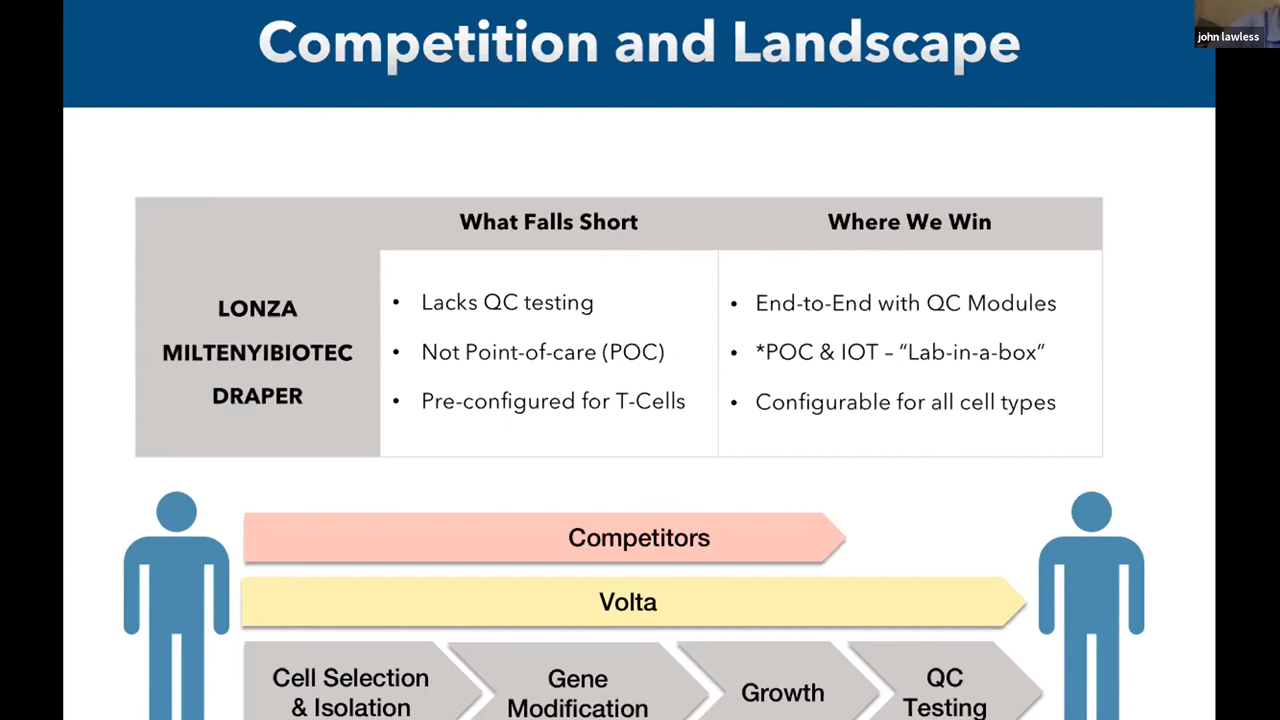 Competition and Landscape
john lawless
What Falls Short
Where We Win
LONZA
MILTENYIBIOTEC
DRAPER
• Lacks QC testing
• Not Point-of-care (POC)
• Pre-configured for T-Cells
• End-to-End with QC Modules
• *POC & IOT – “Lab-in-a-box”
• Configurable for all cell types
Competitors
Volta
Cell Selection
& Isolation
Gene
Modification
Growth
QC
Testing